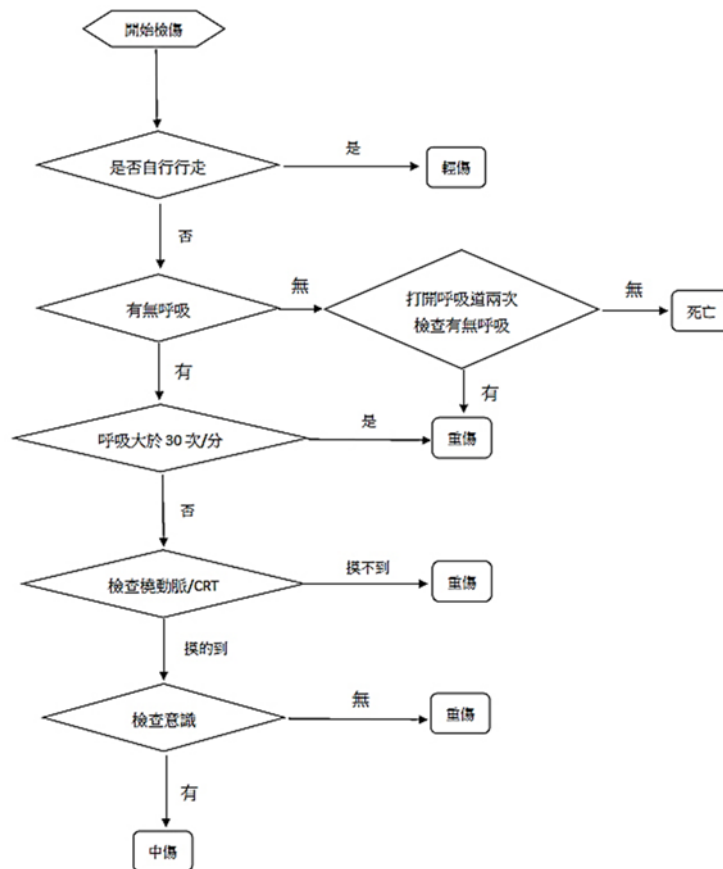 開始檢傷
是否自行行走
是
輕傷
否
有無呼吸
無
打開呼吸道兩次
檢查有無呼吸
無
死亡
有
有
呼吸大於 30 次/分
是
重傷
否
檢查橈動脈/CRT
摸不到
重傷
摸的到
檢查意識
無
重傷
有
中傷